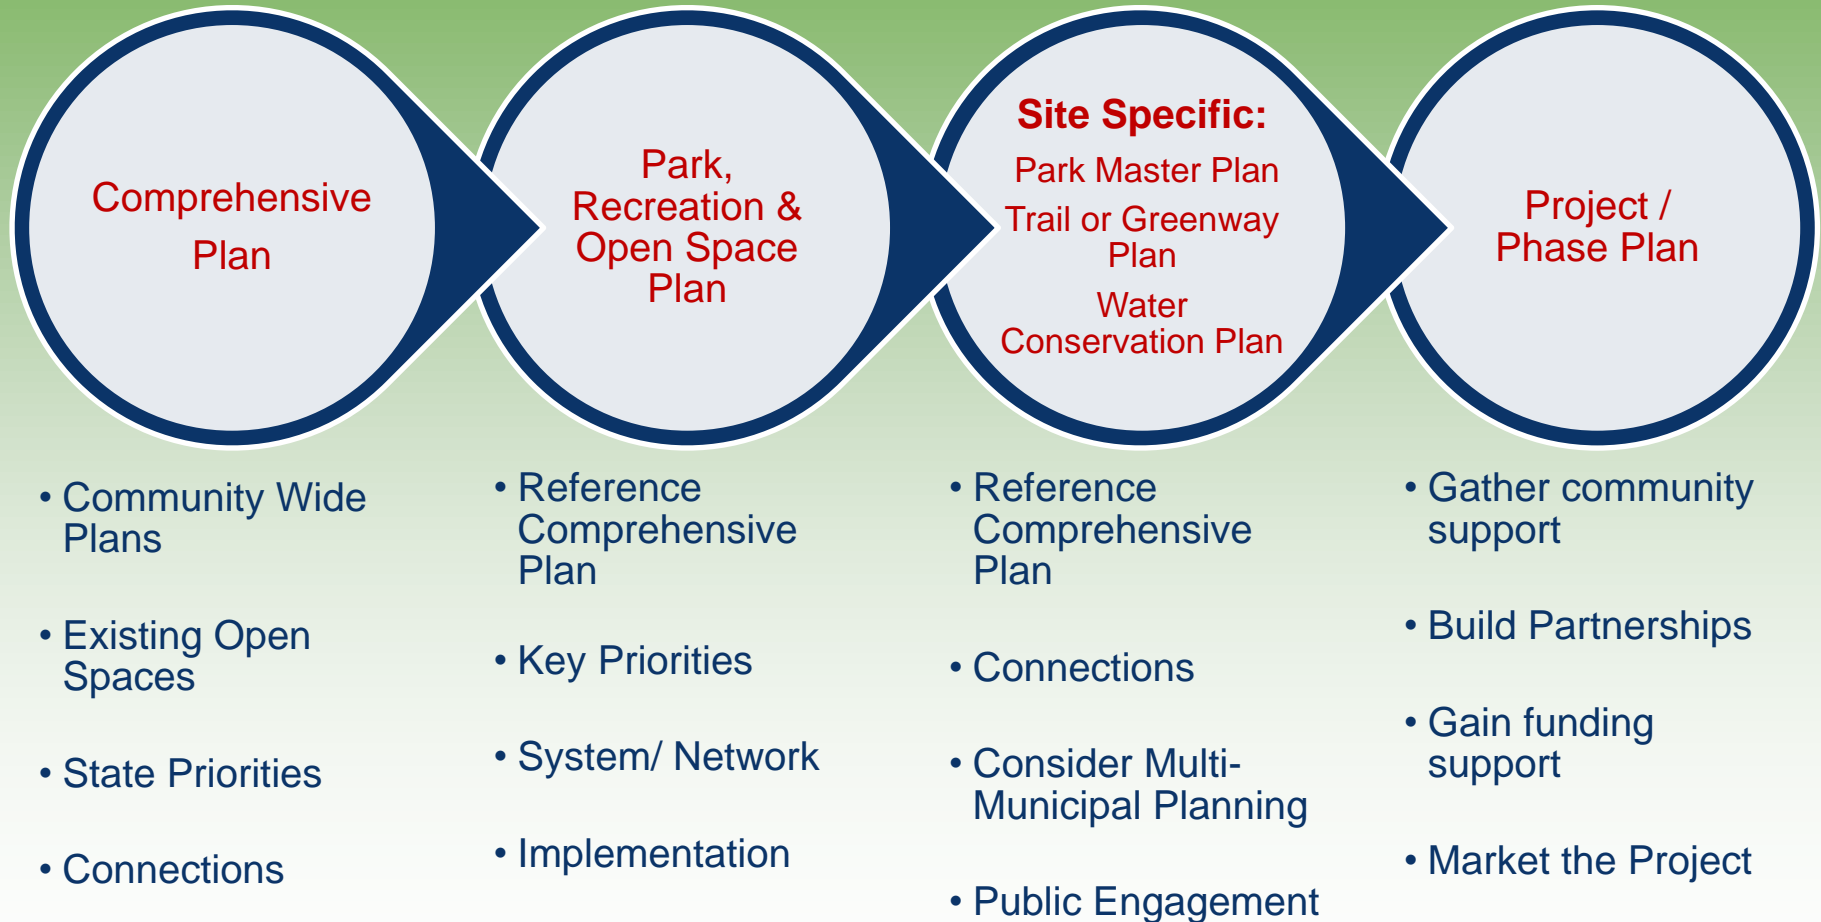 Comprehensive
Plan
Park,
Recreation &
Open Space
Plan
Site Specific:
Park Master Plan
Trail or Greenway
Plan
Water
Conservation Plan
Project /
Phase Plan
• Community Wide
Plans
• Existing Open
Spaces
• State Priorities
• Connections
• Reference
Comprehensive
Plan
• Key Priorities
• System/ Network
• Implementation
• Reference
Comprehensive
Plan
• Connections
• Consider Multi-
Municipal Planning
• Public Engagement
• Gather community
support
• Build Partnerships
• Gain funding
support
• Market the Project